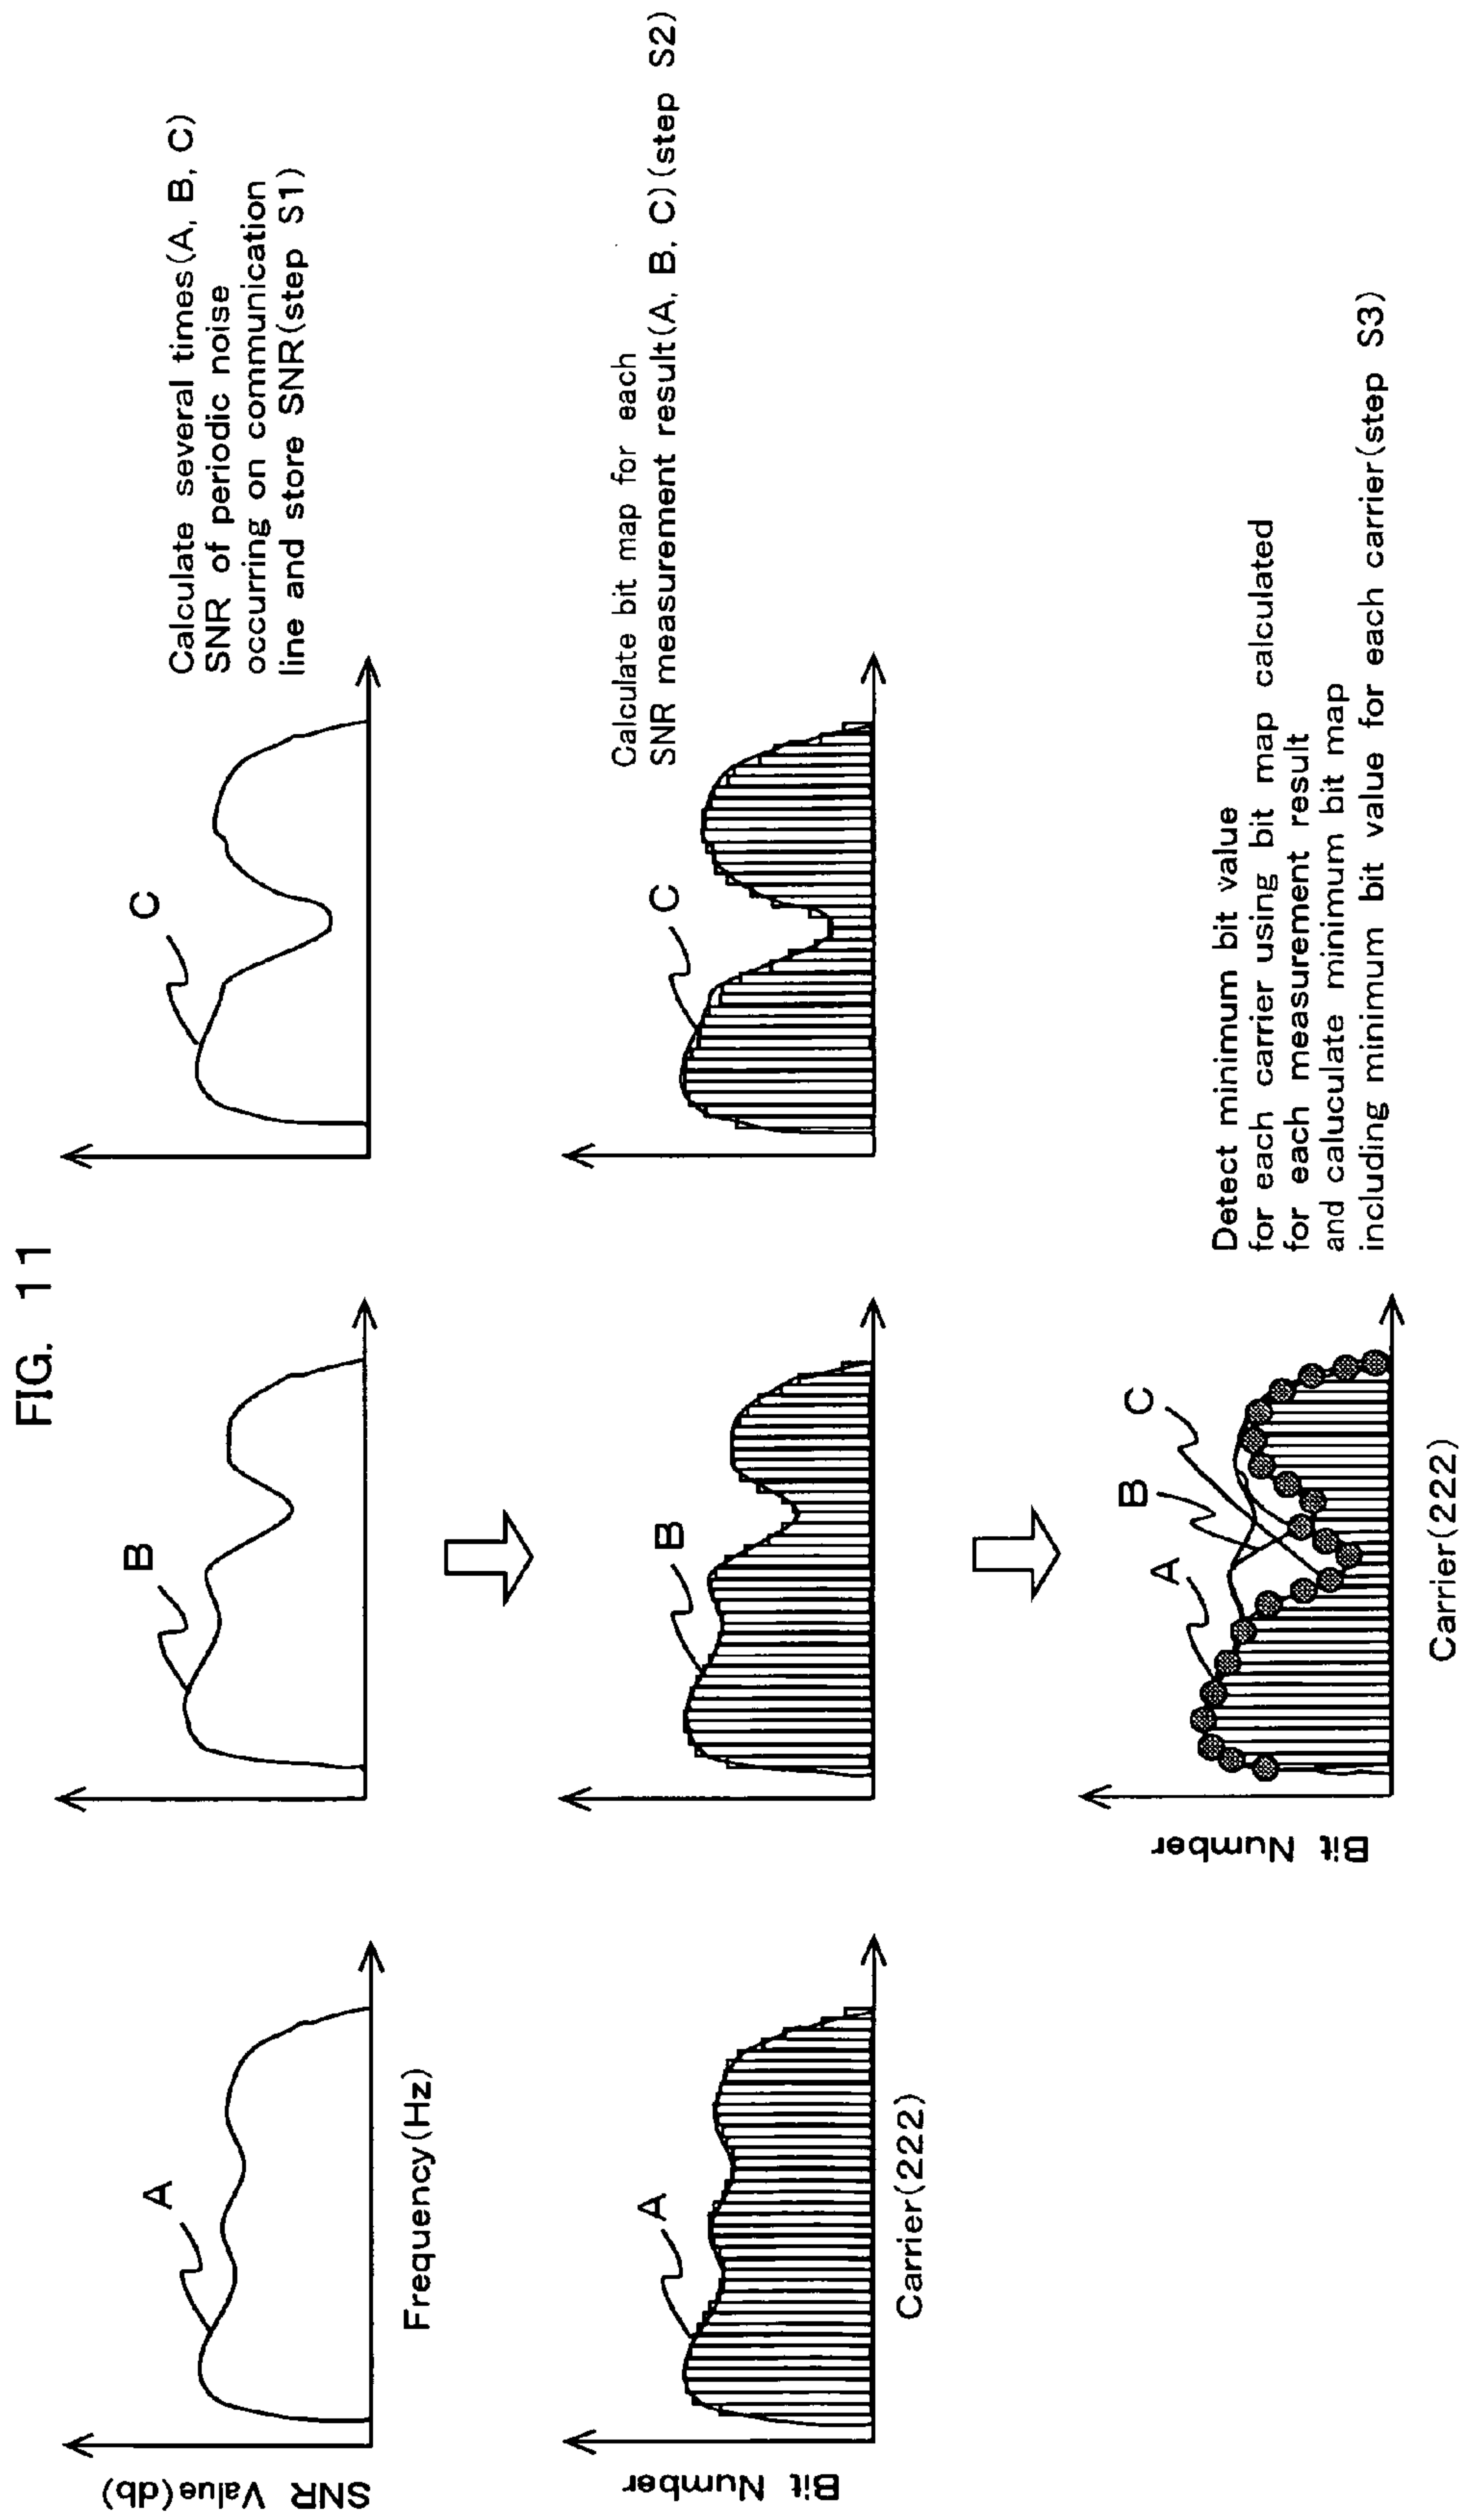 FIG. 11
SNR Value(db)
A
Frequency(Hz)
B
C
Calculate several times(A, B, C)
SNR of periodic noise
occurring on communication
line and store SNR(step S1)
Bit Number
A
Carrier(222)
B
C
Calculate bit map for each
SNR measurement result(A, B, C)(step S2)
Bit Number
A
B
C
Carrier(222)
Detect minimum bit value
for each carrier using bit map calculated
for each measurement result
and caluculate minimum bit map
including minimum bit value for each carrier(step S3)